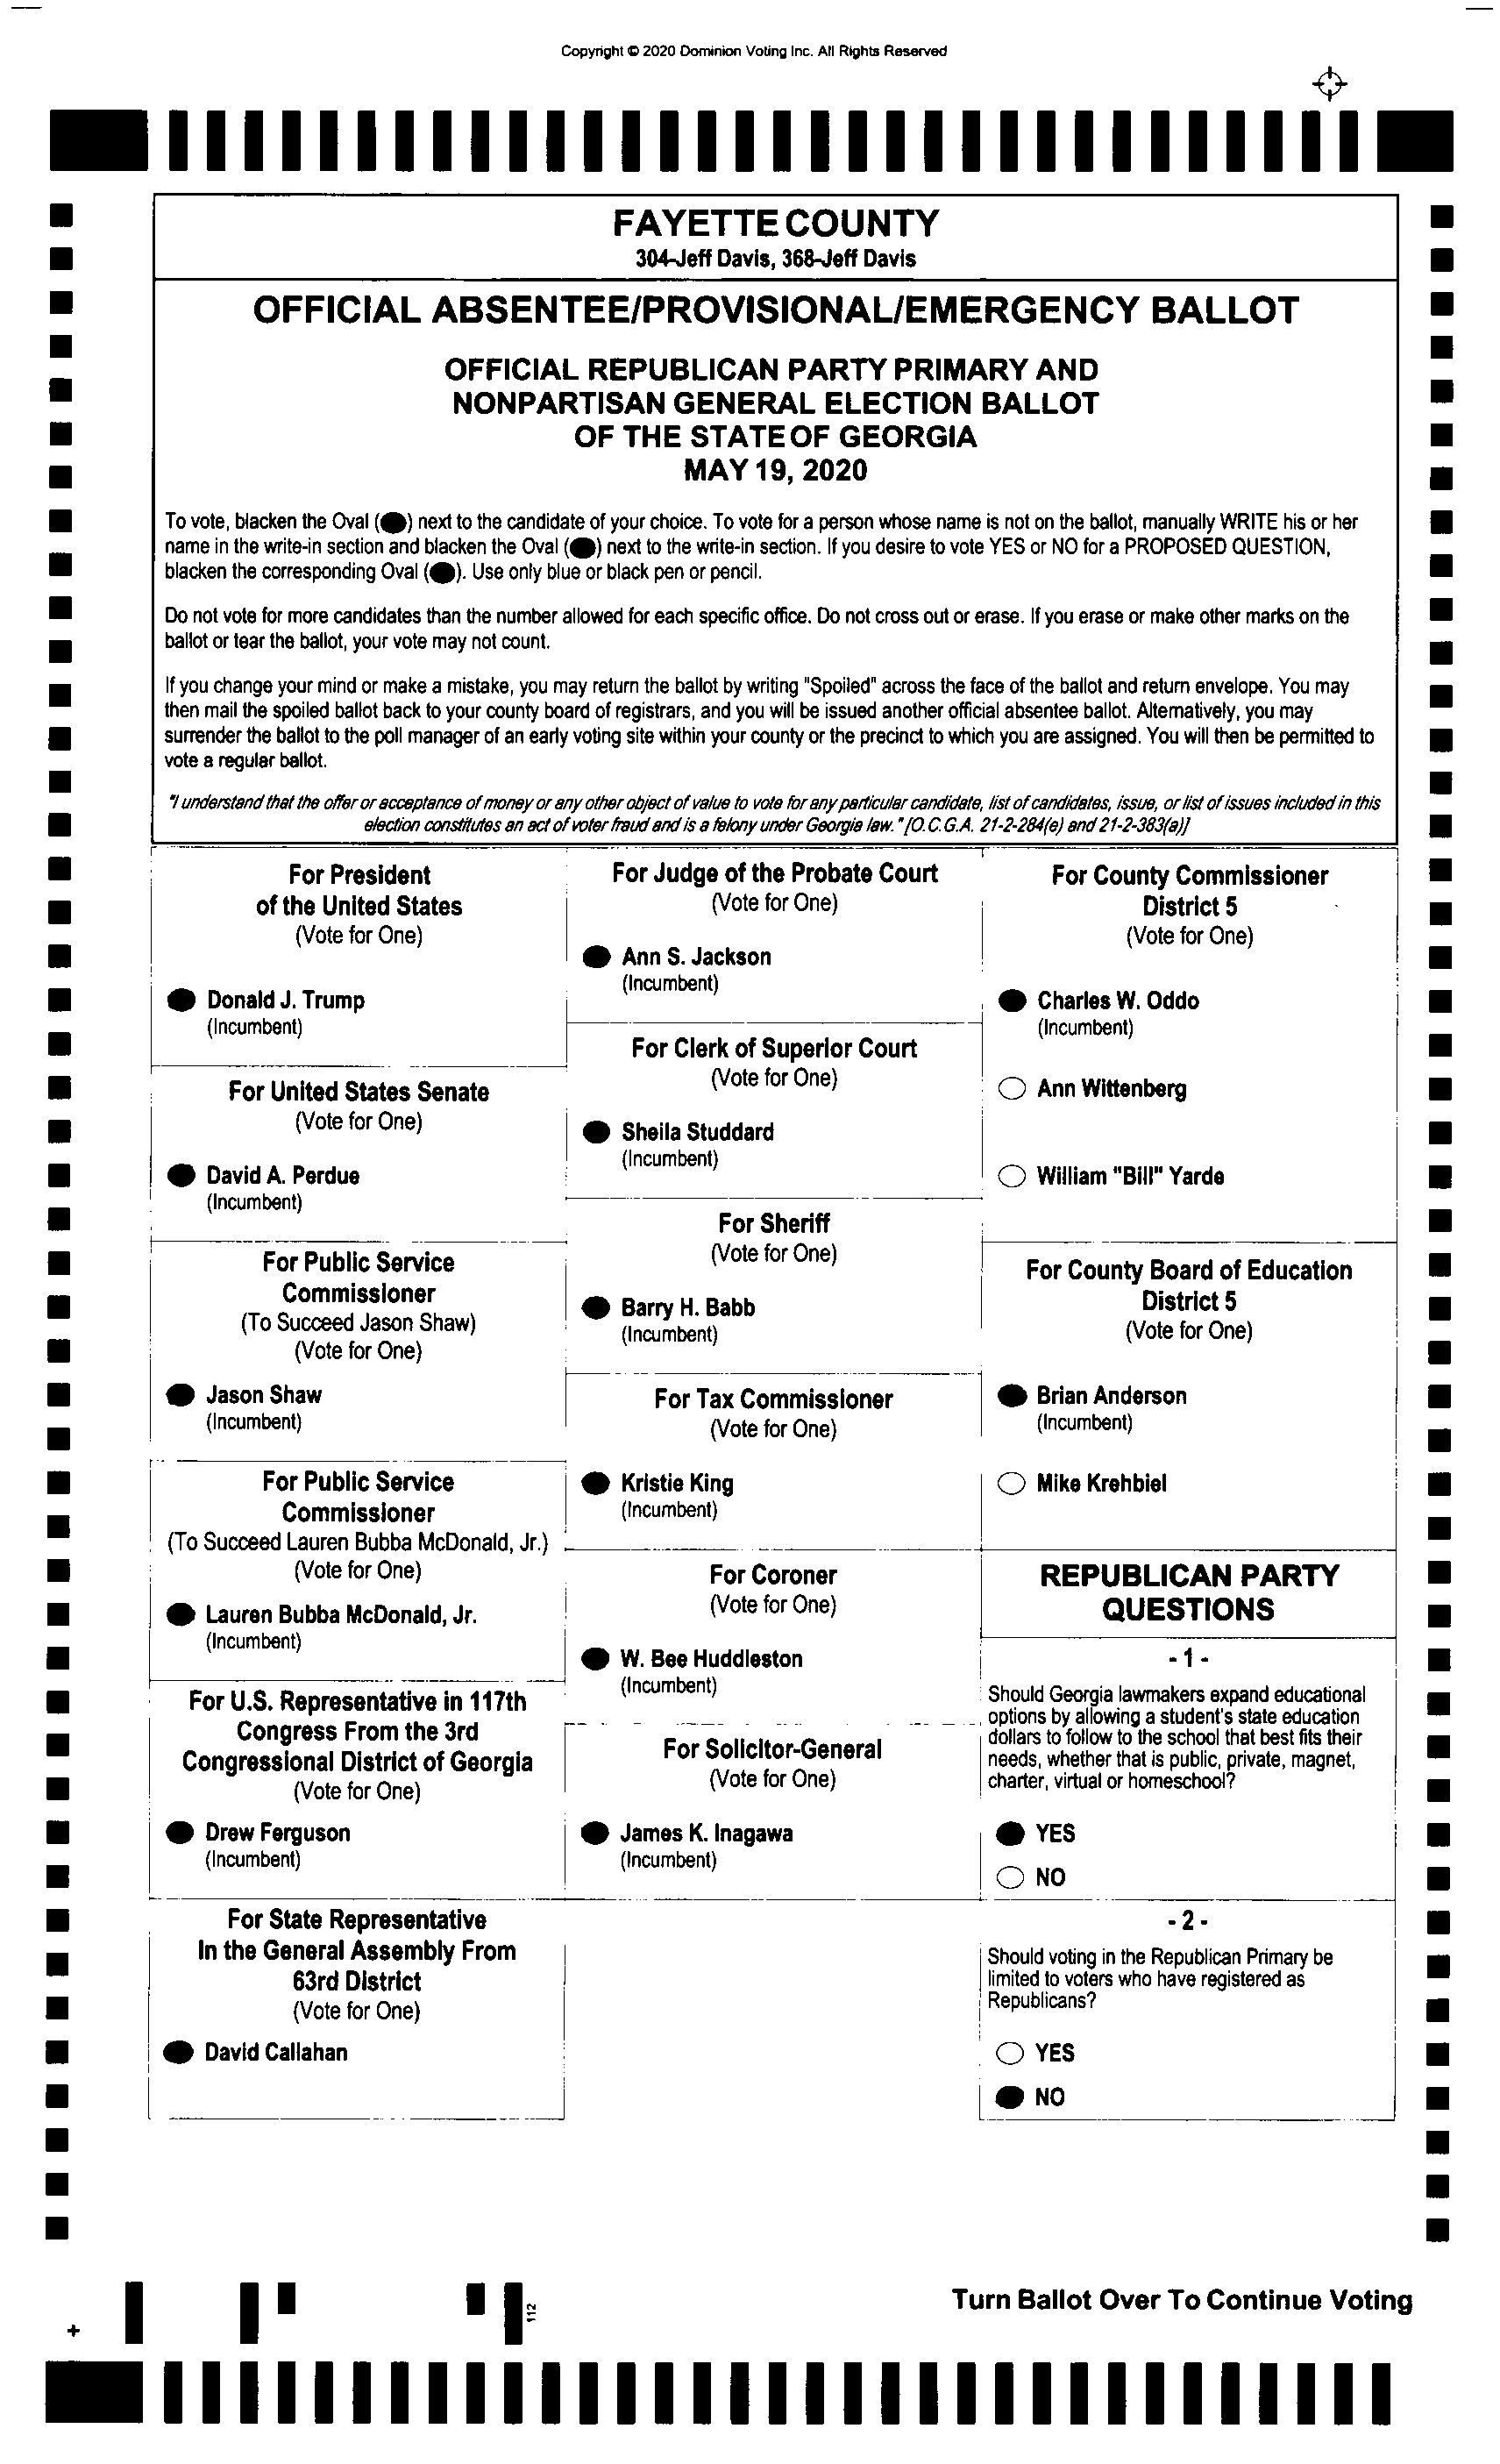 Copyright © 2020 Dominion Voting Inc. All Rights Reserved
FAYETTE COUNTY
304-Jeff Davis, 368-Jeff Davis
OFFICIAL ABSENTEE/PROVISIONAL/EMERGENCY BALLOT
OFFICIAL REPUBLICAN PARTY PRIMARY AND
NONPARTISAN GENERAL ELECTION BALLOT
OF THE STATE OF GEORGIA
MAY 19, 2020
To vote, blacken the Oval ( ) next to the candidate of your choice. To vote for a person whose name is not on the ballot, manually WRITE his or her
name in the write-in section and blacken the Oval ( ) next to the write-in section. If you desire to vote YES or NO for a PROPOSED QUESTION,
blacken the corresponding Oval ( ). Use only blue or black pen or pencil.
Do not vote for more candidates than the number allowed for each specific office. Do not cross out or erase. If you erase or make other marks on the
ballot or tear the ballot, your vote may not count.
If you change your mind or make a mistake, you may return the ballot by writing "Spoiled" across the face of the ballot and return envelope. You may
then mail the spoiled ballot back to your county board of registrars, and you will be issued another official absentee ballot. Alternatively, you may
surrender the ballot to the poll manager of an early voting site within your county or the precinct to which you are assigned. You will then be permitted to
vote a regular ballot.
"I understand that the offer or acceptance of money or any other object of value to vote for any particular candidate, list of candidates, issue, or list of issues included in this
election constitutes an act of voter fraud and is a felony under Georgia law." [O.C.G.A. 21-2-284(e) and 21-2-383(a)]
For President
of the United States
(Vote for One)
Donald J. Trump
(Incumbent)
For United States Senate
(Vote for One)
David A. Perdue
(Incumbent)
For Public Service
Commissioner
(To Succeed Jason Shaw)
(Vote for One)
Jason Shaw
(Incumbent)
For Public Service
Commissioner
(To Succeed Lauren Bubba McDonald, Jr.)
(Vote for One)
Lauren Bubba McDonald, Jr.
(Incumbent)
For U.S. Representative in 117th
Congress From the 3rd
Congressional District of Georgia
(Vote for One)
Drew Ferguson
(Incumbent)
For State Representative
In the General Assembly From
63rd District
(Vote for One)
David Callahan
For Judge of the Probate Court
(Vote for One)
Ann S. Jackson
(Incumbent)
For Clerk of Superior Court
(Vote for One)
Sheila Studdard
(Incumbent)
For Sheriff
(Vote for One)
Barry H. Babb
(Incumbent)
For Tax Commissioner
(Vote for One)
Kristie King
(Incumbent)
For Coroner
(Vote for One)
W. Bee Huddleston
(Incumbent)
For Solicitor-General
(Vote for One)
James K. Inagawa
(Incumbent)
For County Commissioner
District 5
(Vote for One)
Charles W. Oddo
(Incumbent)
Ann Wittenberg
William "Bill" Yarde
For County Board of Education
District 5
(Vote for One)
Brian Anderson
(Incumbent)
Mike Krehbiel
REPUBLICAN PARTY
QUESTIONS
- 1 -
Should Georgia lawmakers expand educational
options by allowing a student's state education
dollars to follow to the school that best fits their
needs, whether that is public, private, magnet,
charter, virtual or homeschool?
YES
NO
- 2 -
Should voting in the Republican Primary be
limited to voters who have registered as
Republicans?
YES
NO
112
Turn Ballot Over To Continue Voting